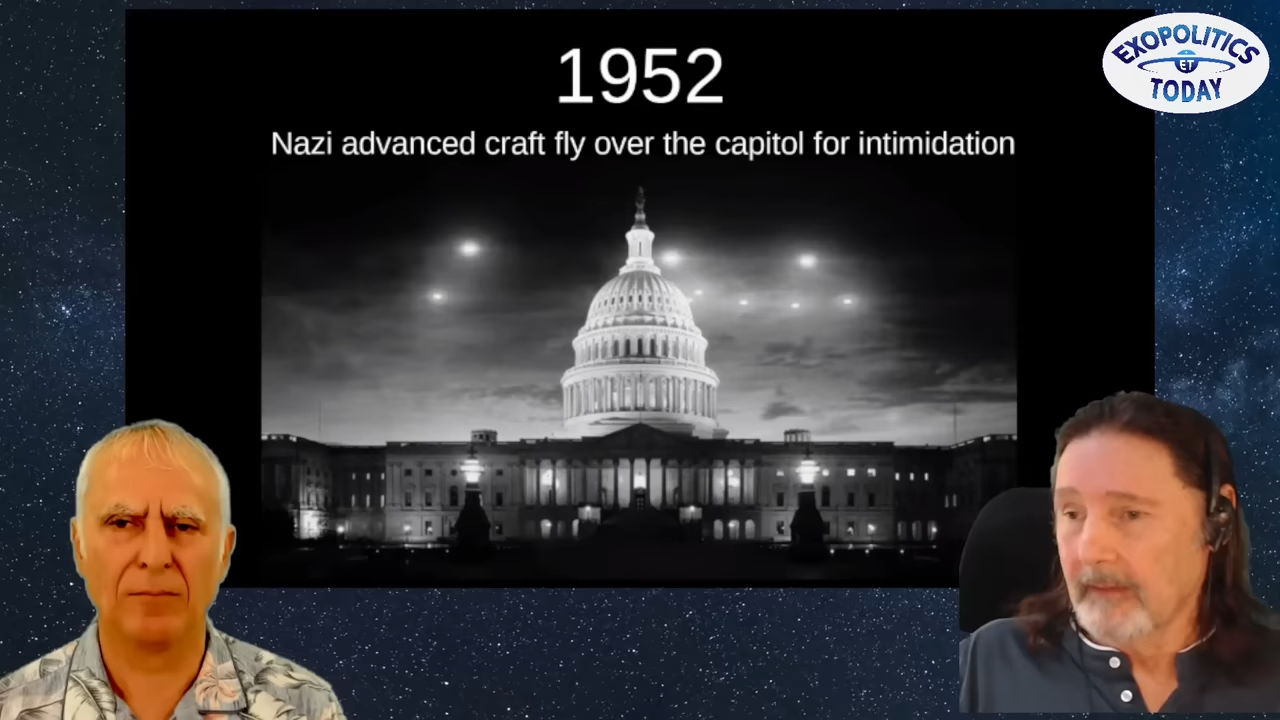 1952
Nazi advanced craft fly over the capitol for intimidation
EXOPOLITICS
ET
TODAY